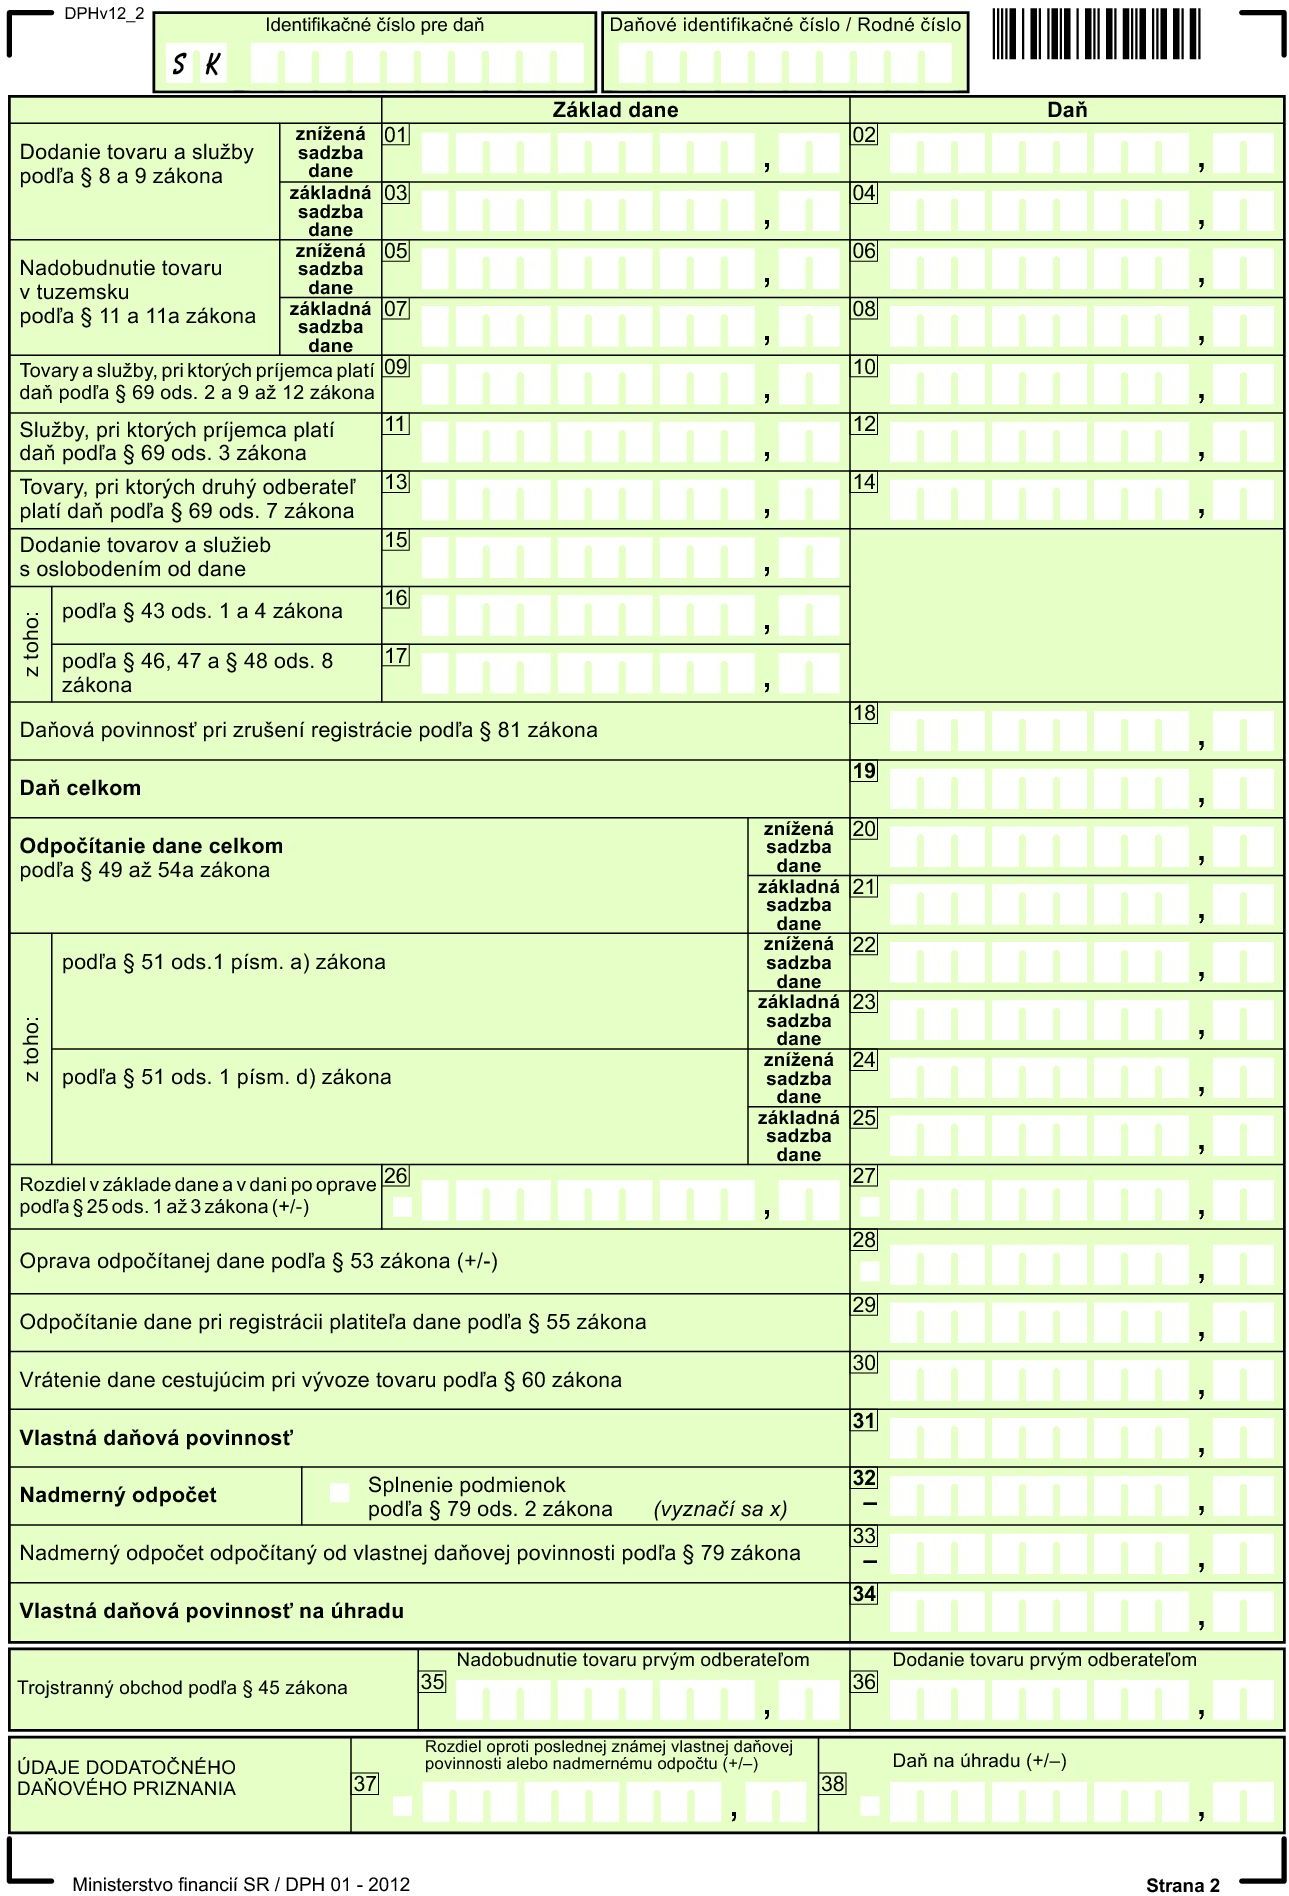 DPHv12_2
Identifikačné číslo pre daň
Daňové identifikačné číslo / Rodné číslo
S K
Základ dane
Daň
Dodanie tovaru a služby
podľa § 8 a 9 zákona
znížená
sadzba
dane
01
,
02
,
základná
sadzba
dane
03
,
04
,
Nadobudnutie tovaru
v tuzemsku
podľa § 11 a 11a zákona
znížená
sadzba
dane
05
,
06
,
základná
sadzba
dane
07
,
08
,
Tovary a služby, pri ktorých príjemca platí
daň podľa § 69 ods. 2 a 9 až 12 zákona
09
,
10
,
Služby, pri ktorých príjemca platí
daň podľa § 69 ods. 3 zákona
11
,
12
,
Tovary, pri ktorých druhý odberateľ
platí daň podľa § 69 ods. 7 zákona
13
,
14
,
Dodanie tovarov a služieb
s oslobodením od dane
15
,
z toho:
podľa § 43 ods. 1 a 4 zákona
16
,
podľa § 46, 47 a § 48 ods. 8
zákona
17
,
Daňová povinnosť pri zrušení registrácie podľa § 81 zákona
18
,
Daň celkom
19
,
Odpočítanie dane celkom
podľa § 49 až 54a zákona
znížená
sadzba
dane
20
,
základná
sadzba
dane
21
,
z toho:
podľa § 51 ods.1 písm. a) zákona
znížená
sadzba
dane
22
,
základná
sadzba
dane
23
,
podľa § 51 ods. 1 písm. d) zákona
znížená
sadzba
dane
24
,
základná
sadzba
dane
25
,
Rozdiel v základe dane a v dani po oprave
podľa § 25 ods. 1 až 3 zákona (+/-)
26
,
27
,
Oprava odpočítanej dane podľa § 53 zákona (+/-)
28
,
Odpočítanie dane pri registrácii platiteľa dane podľa § 55 zákona
29
,
Vrátenie dane cestujúcim pri vývoze tovaru podľa § 60 zákona
30
,
Vlastná daňová povinnosť
31
,
Nadmerný odpočet
Splnenie podmienok
podľa § 79 ods. 2 zákona (vyznačí sa x)
32
–
,
Nadmerný odpočet odpočítaný od vlastnej daňovej povinnosti podľa § 79 zákona
33
–
,
Vlastná daňová povinnosť na úhradu
34
,
Trojstranný obchod podľa § 45 zákona
35
Nadobudnutie tovaru prvým odberateľom
,
36
Dodanie tovaru prvým odberateľom
,
ÚDAJE DODATOČNÉHO
DAŇOVÉHO PRIZNANIA
37
Rozdiel oproti poslednej známej vlastnej daňovej
povinnosti alebo nadmernému odpočtu (+/–)
,
38
Daň na úhradu (+/–)
,
Ministerstvo financií SR / DPH 01 - 2012
Strana 2